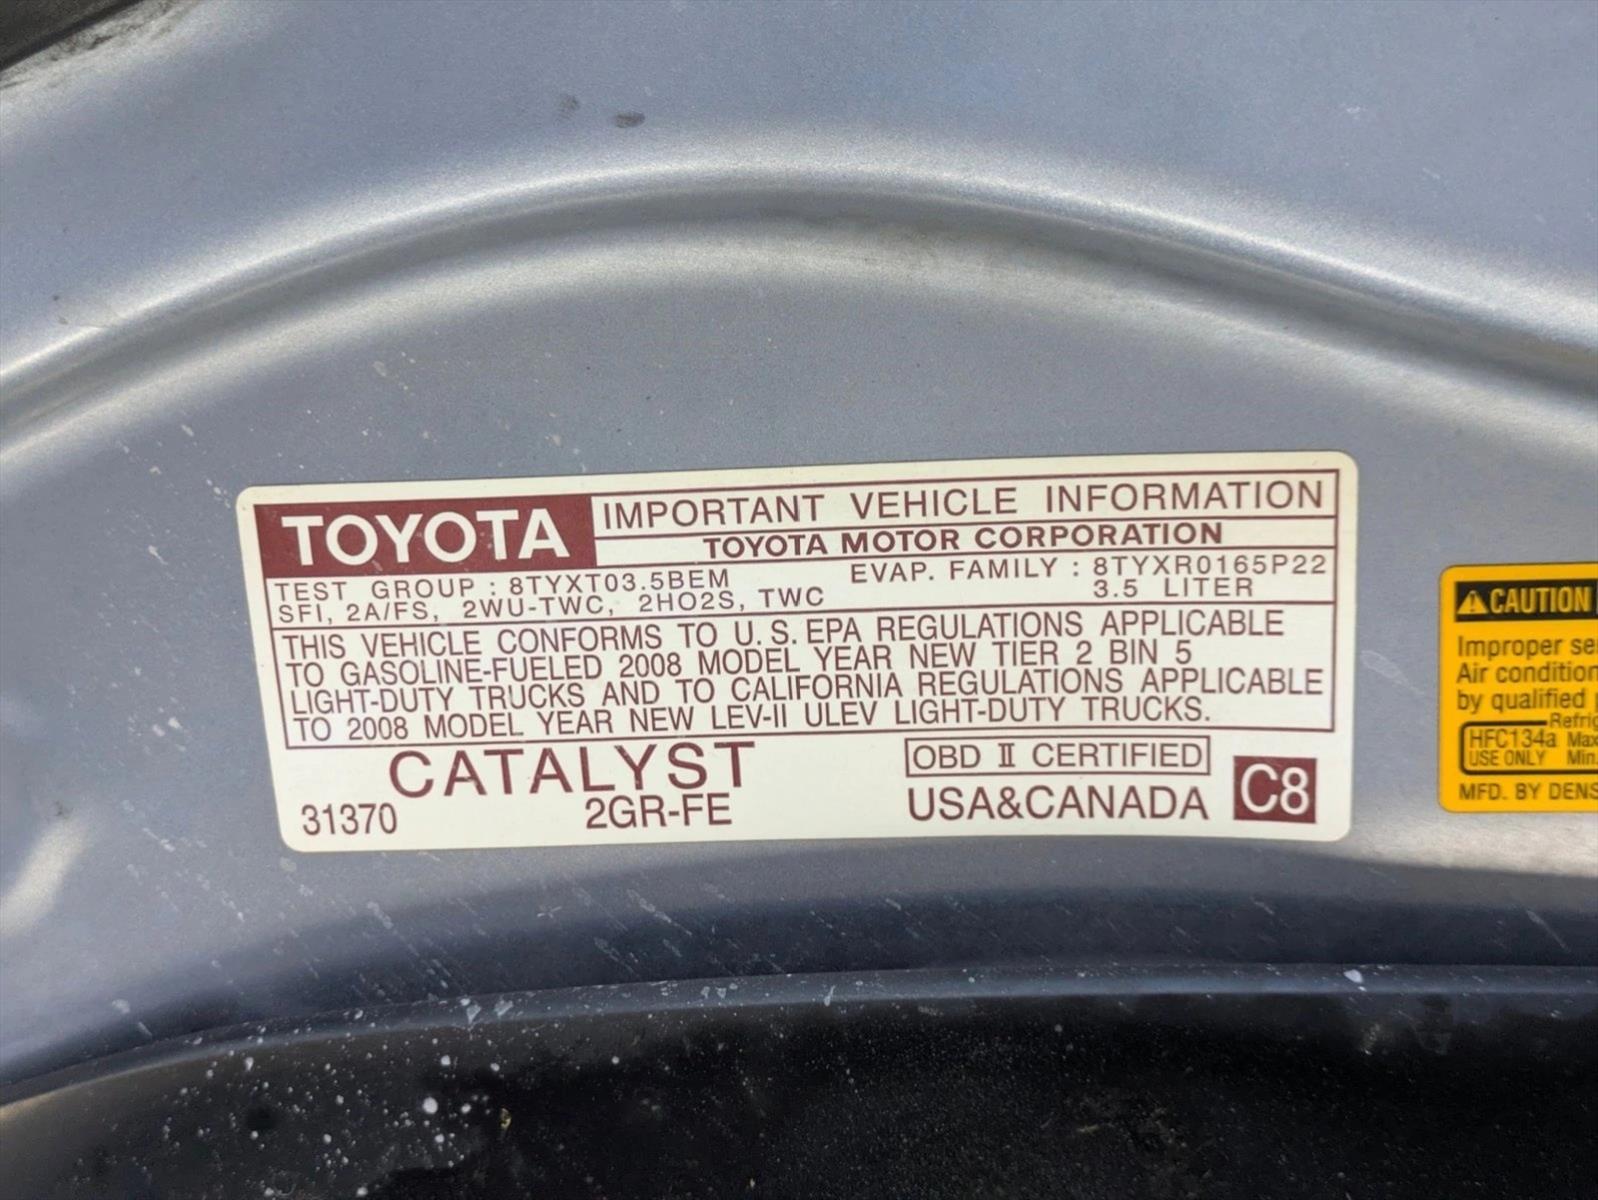 TOYOTA
IMPORTANT VEHICLE INFORMATION
TOYOTA MOTOR CORPORATION
TEST GROUP : 8TYXT03.5BEM EVAP. FAMILY : 8TYXR0165P22
SFI, 2A/FS, 2WU-TWC, 2HO2S, TWC 3.5 LITER
THIS VEHICLE CONFORMS TO U.S. EPA REGULATIONS APPLICABLE
TO GASOLINE-FUELED 2008 MODEL YEAR NEW TIER 2 BIN 5
LIGHT-DUTY TRUCKS AND TO CALIFORNIA REGULATIONS APPLICABLE
TO 2008 MODEL YEAR NEW LEV-II ULEV LIGHT-DUTY TRUCKS.
CATALYST
OBD II CERTIFIED
31370 2GR-FE USA&CANADA C8
CAUTION
Improper
Air
by qualified
HFC134a Max
USE ONLY Min.
MFD. BY